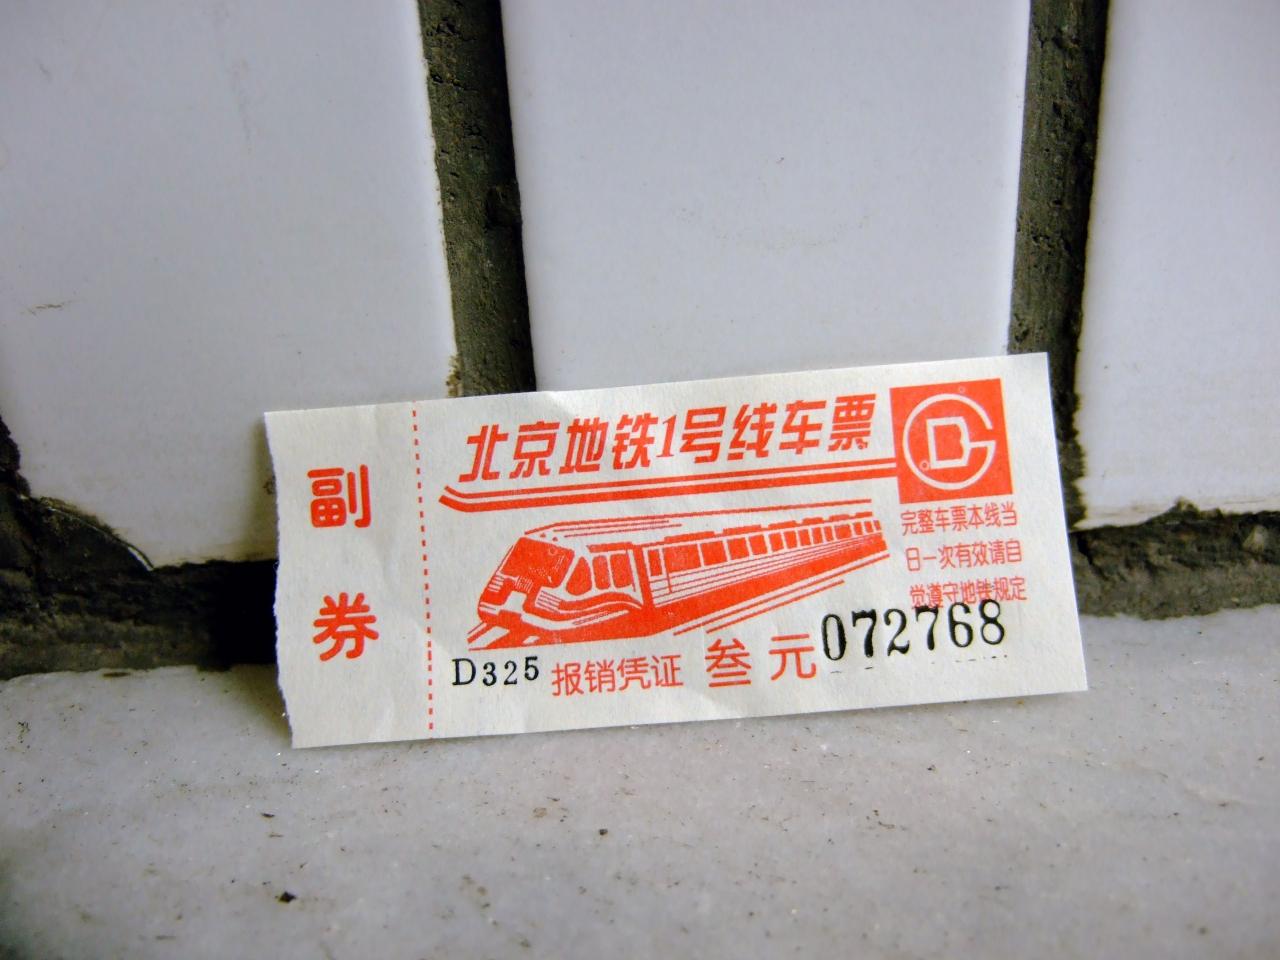 副
券
北京地铁1号线车票
完整车票本线当
日一次有效请自
觉遵守地铁规定
D325 报销凭证 叁元 072768